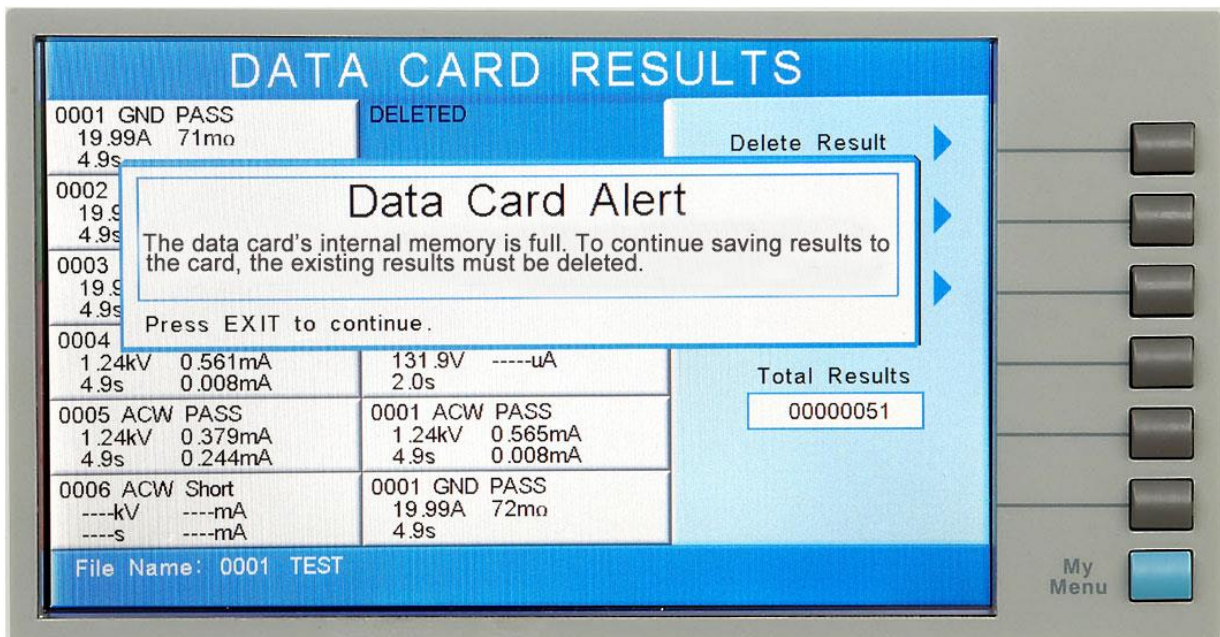 DATA CARD RESULTS
0001 GND PASS
19.99A 71mΩ
4.9s
0002
19.9
4.9s
0003
19.9
4.9s
0004
1.24kV 0.561mA
4.9s 0.008mA
0005 ACW PASS
1.24kV 0.379mA
4.9s 0.244mA
0006 ACW Short
----kV ----mA
----s ----mA
DELETED
131.9V -----uA
2.0s
0001 ACW PASS
1.24kV 0.565mA
4.9s 0.008mA
0001 GND PASS
19.99A 72mΩ
4.9s
Data Card Alert
The data card's internal memory is full. To continue saving results to
the card, the existing results must be deleted.
Press EXIT to continue.
Delete Result
Total Results
00000051
File Name: 0001 TEST
My
Menu